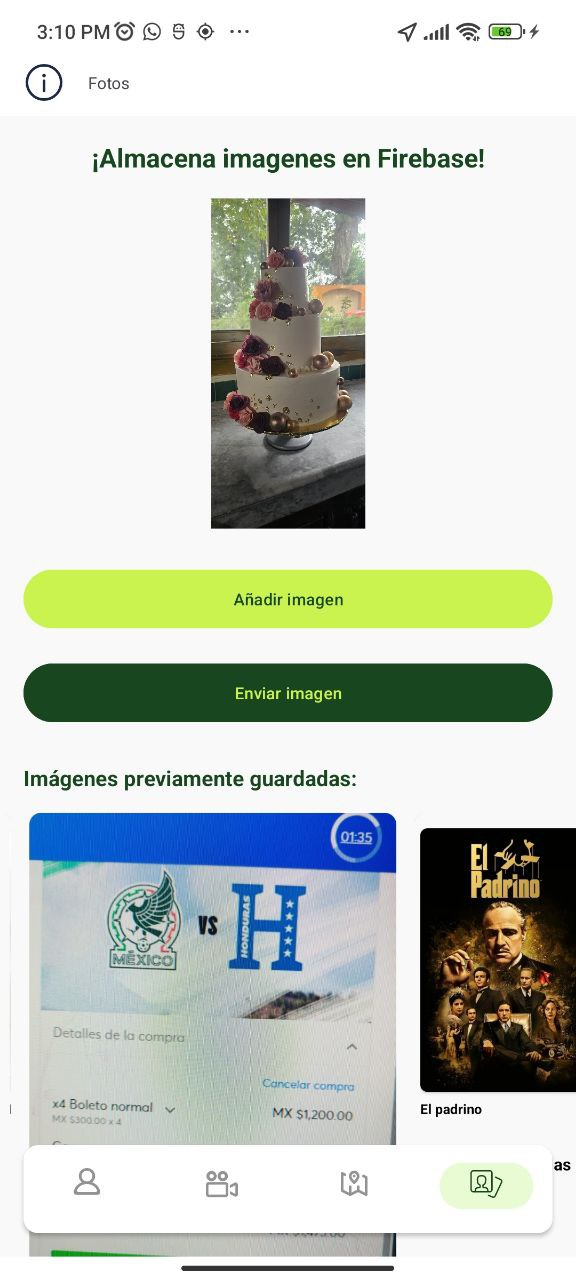 3:10 PM
69
Fotos
¡Almacena imagenes en Firebase!
Añadir imagen
Enviar imagen
Imágenes previamente guardadas:
01:35
MÉXICO
VS
HONDURAS
H
Detalles de la compra
Cancelar compra
x4 Boleto normal
MX $1,200.00
MX $300.00 x 4
El
Padrino
El padrino
as